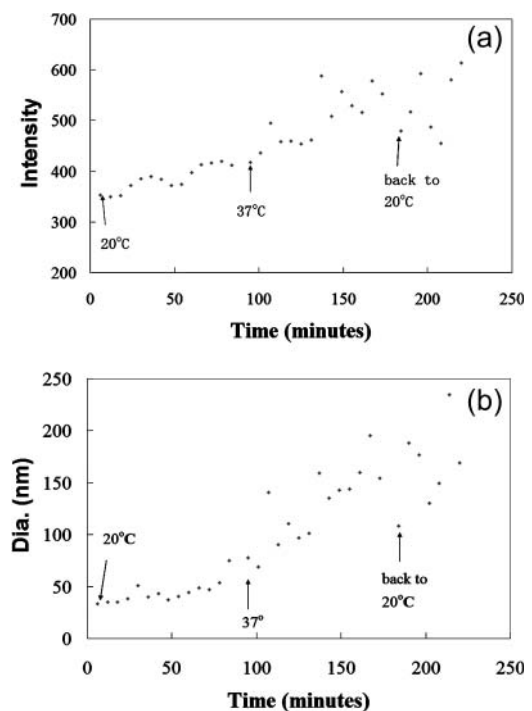 (a)
700
600
500
400
300
200
Intensity
20°C
37°C
back to
20°C
0 50 100 150 200 250
Time (minutes)
(b)
250
200
150
100
50
0
Dia. (nm)
20°C
37°
back to
20°C
0 50 100 150 200 250
Time (minutes)